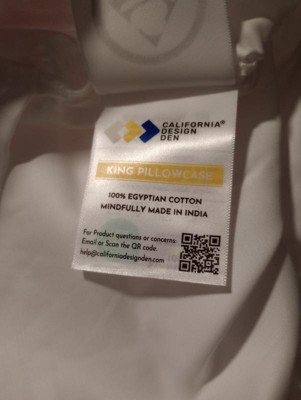 CALIFORNIA®
DESIGN
DEN
KING PILLOWCASE
100% EGYPTIAN COTTON
MINDFULLY MADE IN INDIA
For Product questions or concerns:
Email or Scan the QR code.
help@californiadesignden.com